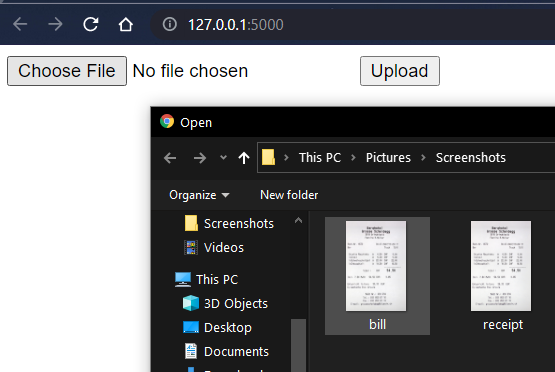 127.0.0.1:5000
Choose File No file chosen Upload
Open
This PC > Pictures > Screenshots
Organize New folder
Screenshots
Videos
This PC
3D Objects
Desktop
Documents
bill receipt